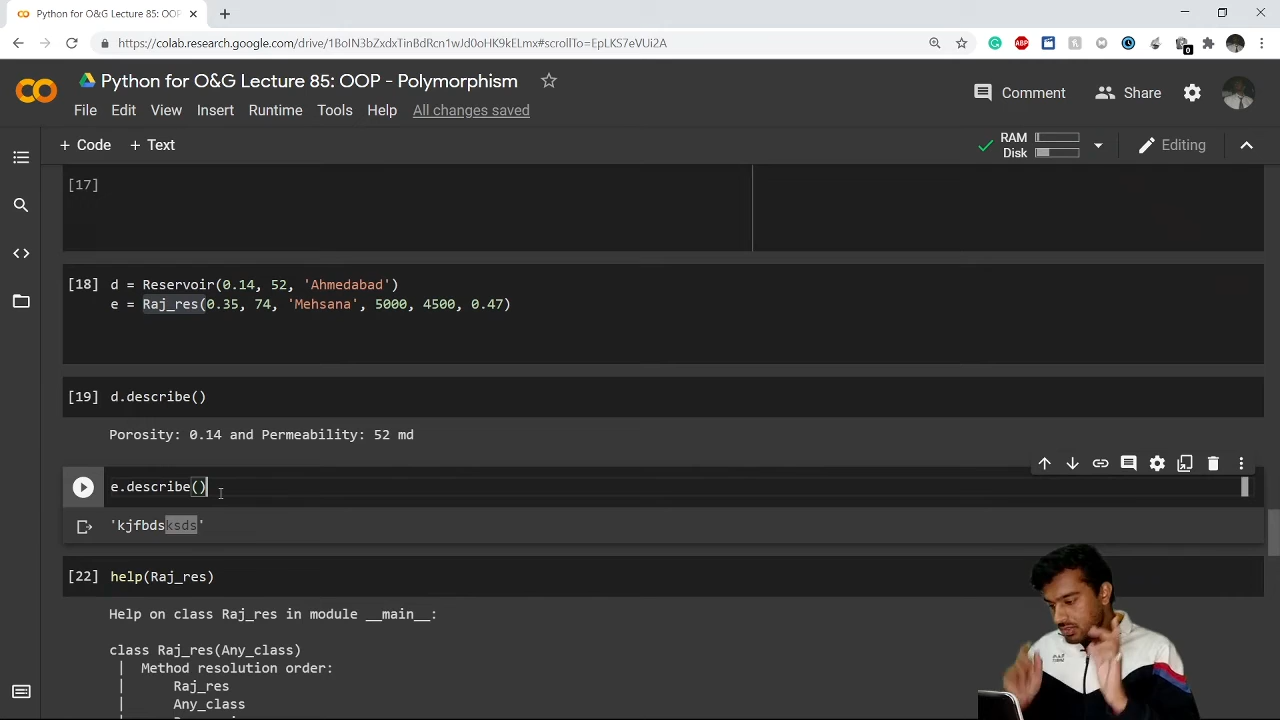 Python for O&G Lecture 85: OOP
https://colab.research.google.com/drive/1BdIN3bZxdxTinBdBcn1wJd0cUlK9kELmx#scrollTo=EpLKS7eVUi2A
Python for O&G Lecture 85: OOP - Polymorphism
File Edit View Insert Runtime Tools Help All changes saved
Comment Share
+ Code + Text
RAM
Disk
Editing
[17]
[18] d = Reservoir(0.14, 52, 'Ahmedabad')
e = Raj_res(0.35, 74, 'Mehsana', 5000, 4500, 0.47)
[19] d.describe()
Porosity: 0.14 and Permeability: 52 md
e.describe()
'kjfbdsksds'
[22] help(Raj_res)
Help on class Raj_res in module __main__:
class Raj_res(Any_class)
| Method resolution order:
| Raj_res
| Any_class